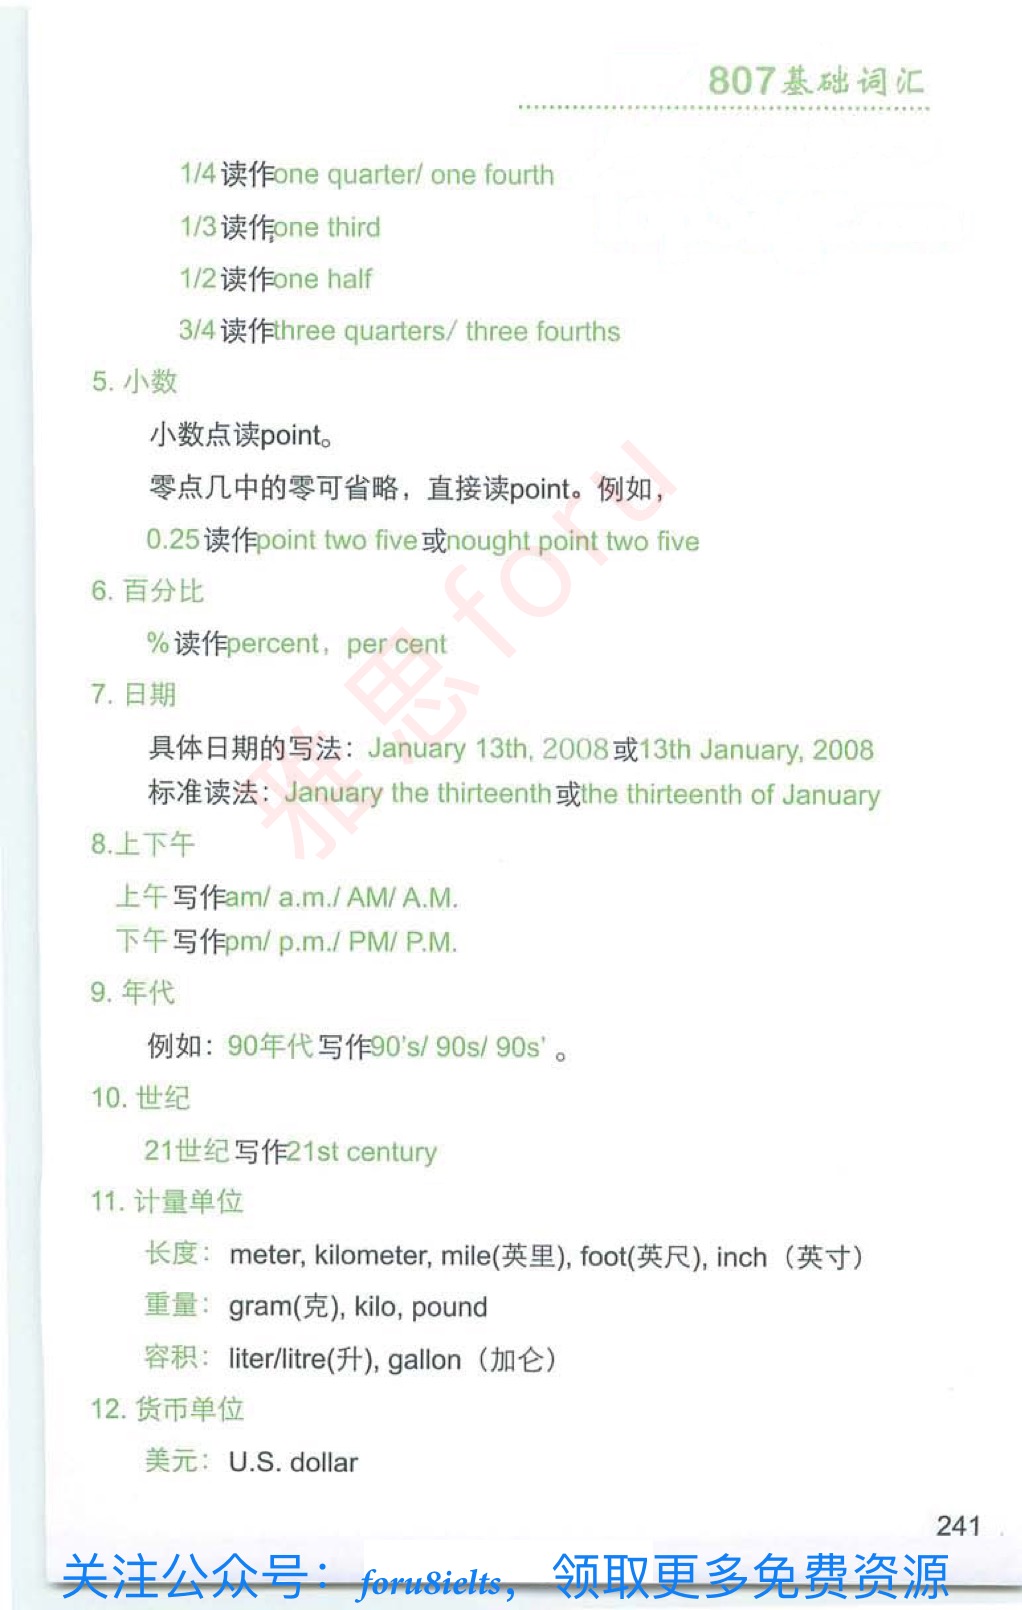 807基础词汇
1/4读作one quarter/ one fourth
1/3读作one third
1/2读作one half
3/4读作three quarters/ three fourths
5. 小数
小数点读point。
零点几中的零可省略，直接读point。例如，
0.25读作point two five或nought point two five
6. 百分比
%读作percent，per cent
7. 日期
具体日期的写法：January 13th, 2008或13th January, 2008
标准读法：January the thirteenth或the thirteenth of January
8.上下午
上午写作am/ a.m./ AM/ A.M.
下午写作pm/ p.m./ PM/ P.M.
9. 年代
例如：90年代写作90's/ 90s/ 90s' 。
10. 世纪
21世纪写作21st century
11. 计量单位
长度：meter, kilometer, mile(英里), foot(英尺), inch（英寸）
重量：gram(克), kilo, pound
容积：liter/litre(升), gallon（加仑）
12. 货币单位
美元：U.S. dollar
241
雅思foru
关注公众号：foru8ielts，领取更多免费资源